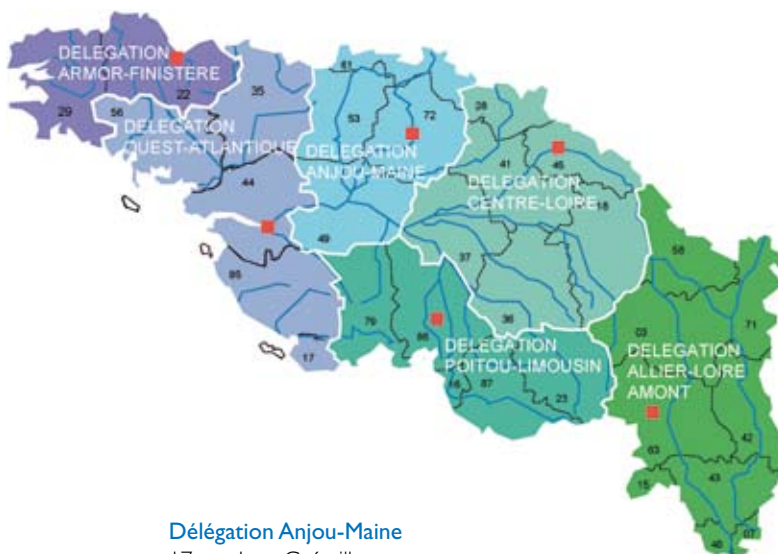 DELEGATION
ARMOR-FINISTERE
29
22
56
35
DELEGATION
OUEST-ATLANTIQUE
44
85
17
61
53
72
DELEGATION
ANJOU-MAINE
49
28
41
45
DELEGATION
CENTRE-LOIRE
18
37
36
79
86
DELEGATION
POITOU-LIMOUSIN
16
87
23
58
03
71
DELEGATION
ALLIER-LOIRE
AMONT
63
42
15
43
48
07
Délégation Anjou-Maine